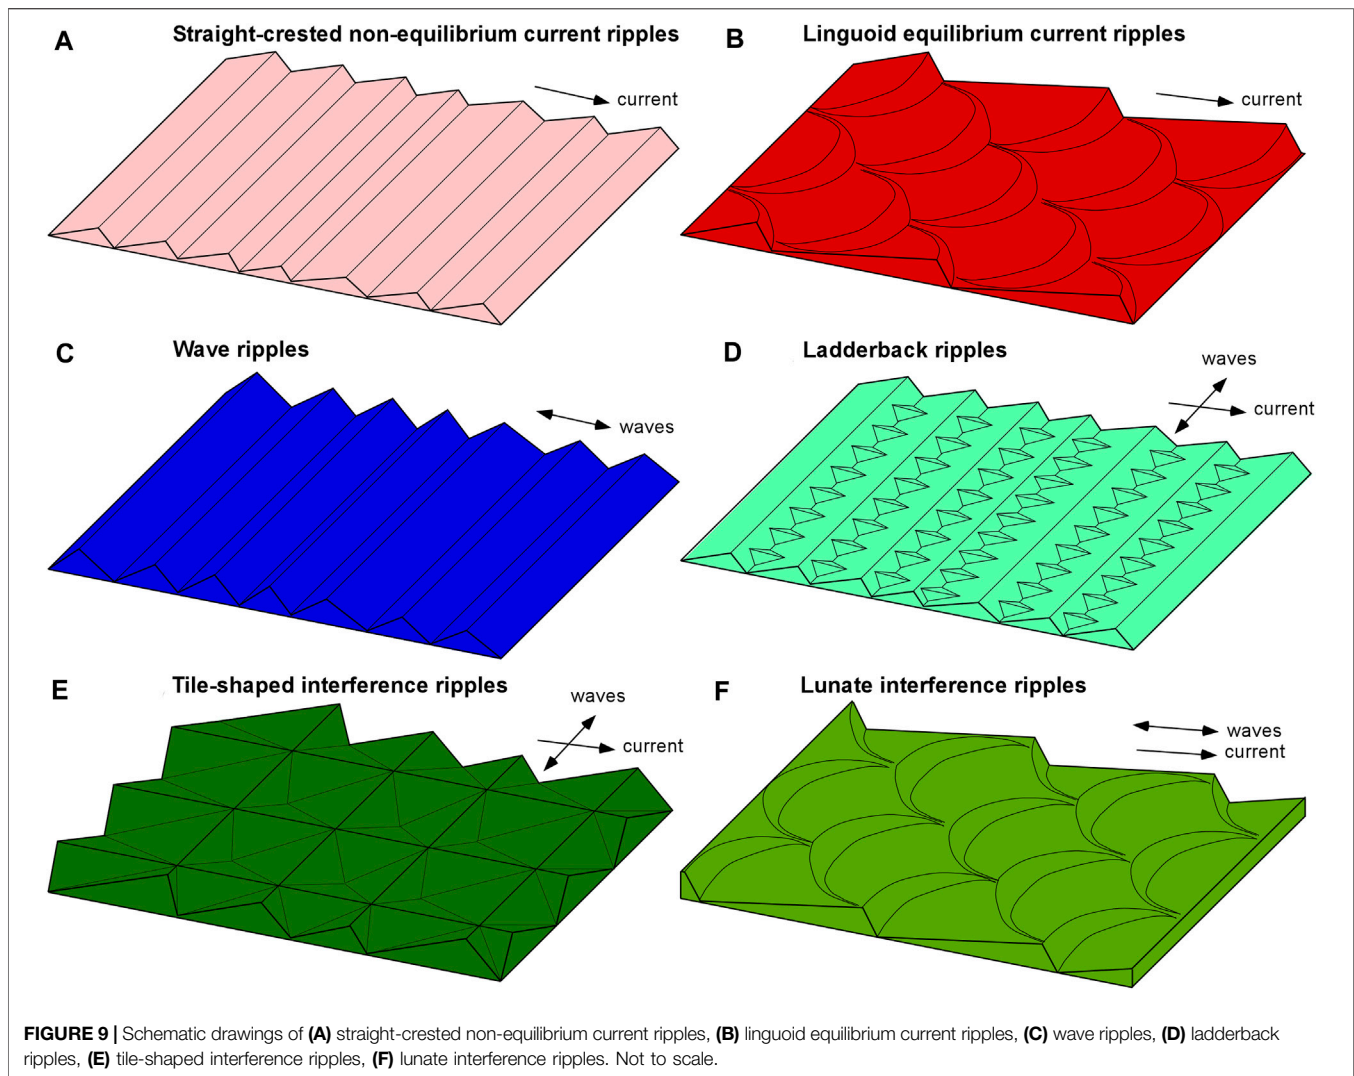 A
Straight-crested non-equilibrium current ripples
current
B
Linguoid equilibrium current ripples
current
C
Wave ripples
waves
D
Ladderback ripples
waves
current
E
Tile-shaped interference ripples
waves
current
F
Lunate interference ripples
waves
current
FIGURE 9 | Schematic drawings of (A) straight-crested non-equilibrium current ripples, (B) linguoid equilibrium current ripples, (C) wave ripples, (D) ladderback
ripples, (E) tile-shaped interference ripples, (F) lunate interference ripples. Not to scale.